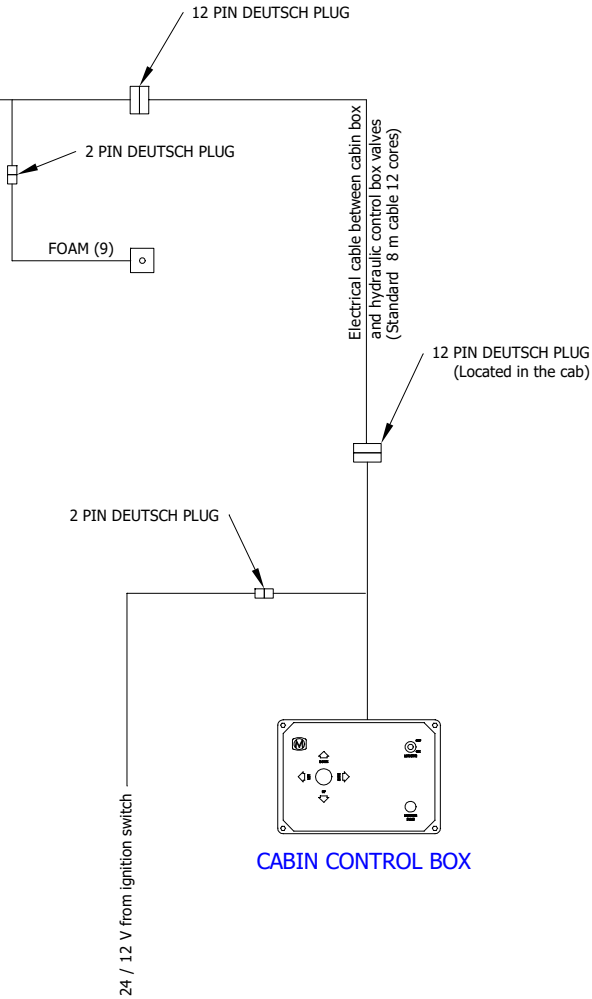 12 PIN DEUTSCH PLUG
2 PIN DEUTSCH PLUG
FOAM (9)
Electrical cable between cabin box
and hydraulic control box valves
(Standard 8 m cable 12 cores)
12 PIN DEUTSCH PLUG
(Located in the cab)
2 PIN DEUTSCH PLUG
24 / 12 V from ignition switch
M
CABIN CONTROL BOX